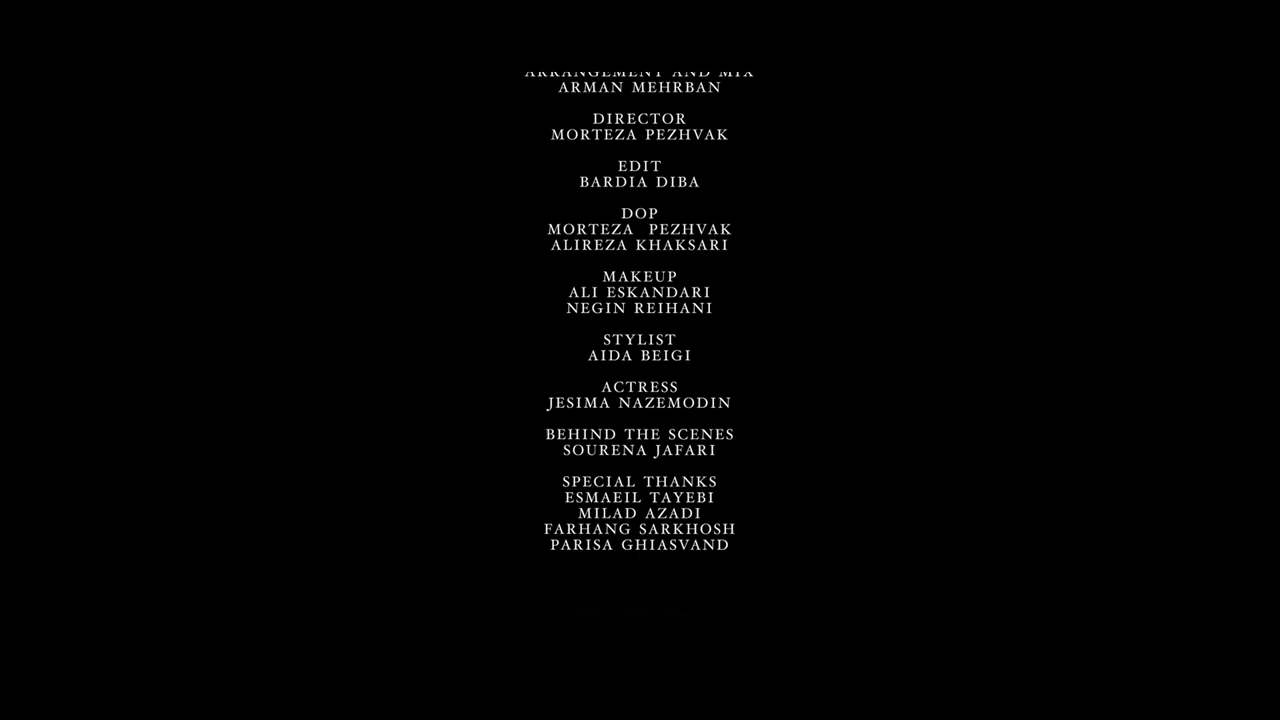 ARRANGEMENT AND MIX
ARMAN MEHRBAN
DIRECTOR
MORTEZA PEZHVAK
EDIT
BARDIA DIBA
DOP
MORTEZA PEZHVAK
ALIREZA KHAKSARI
MAKEUP
ALI ESKANDARI
NEGIN REIHANI
STYLIST
AIDA BEIGI
ACTRESS
JESIMA NAZEMODIN
BEHIND THE SCENES
SOURENA JAFARI
SPECIAL THANKS
ESMAEIL TAYEBI
MILAD AZADI
FARHANG SARKHOSH
PARISA GHIASVAND